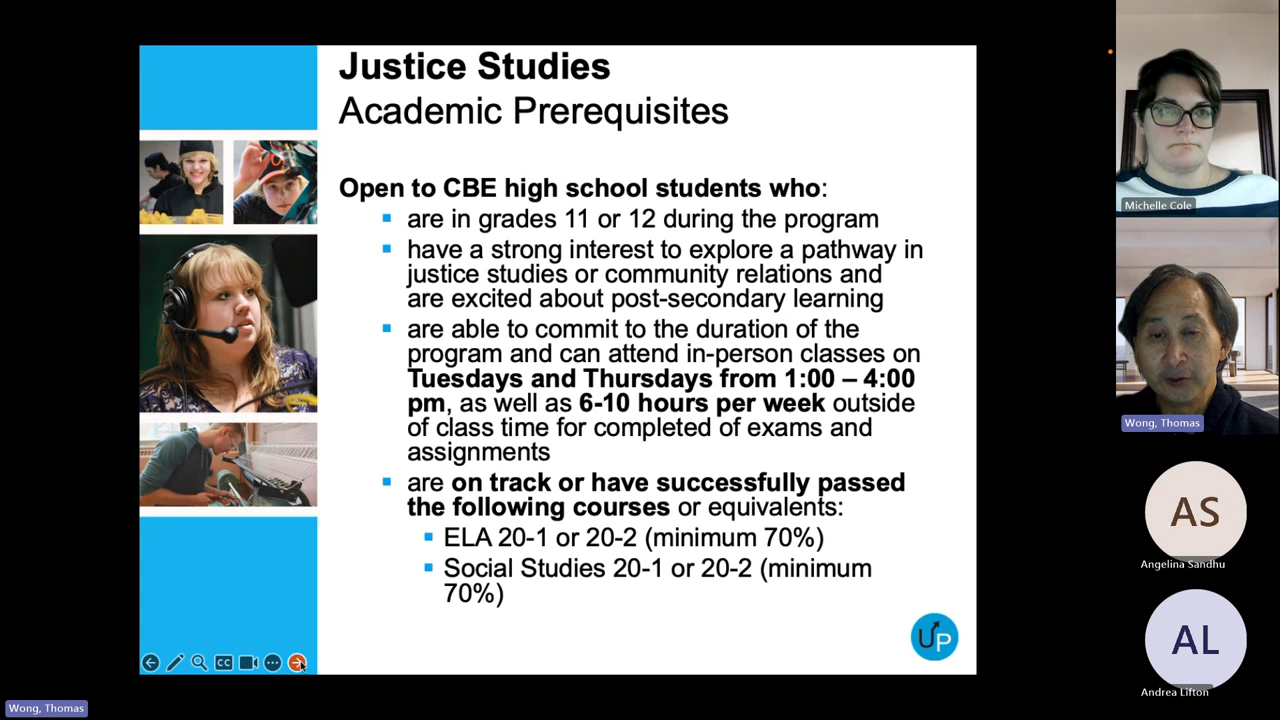 Justice Studies
Academic Prerequisites
Open to CBE high school students who:
are in grades 11 or 12 during the program
have a strong interest to explore a pathway in
justice studies or community relations and
are excited about post-secondary learning
are able to commit to the duration of the
program and can attend in-person classes on
Tuesdays and Thursdays from 1:00 – 4:00
pm, as well as 6-10 hours per week outside
of class time for completed of exams and
assignments
are on track or have successfully passed
the following courses or equivalents:
ELA 20-1 or 20-2 (minimum 70%)
Social Studies 20-1 or 20-2 (minimum
70%)
UP
CC
Wong, Thomas
Michelle Cole
Wong, Thomas
AS
Angelina Sandhu
AL
Andrea Lifton